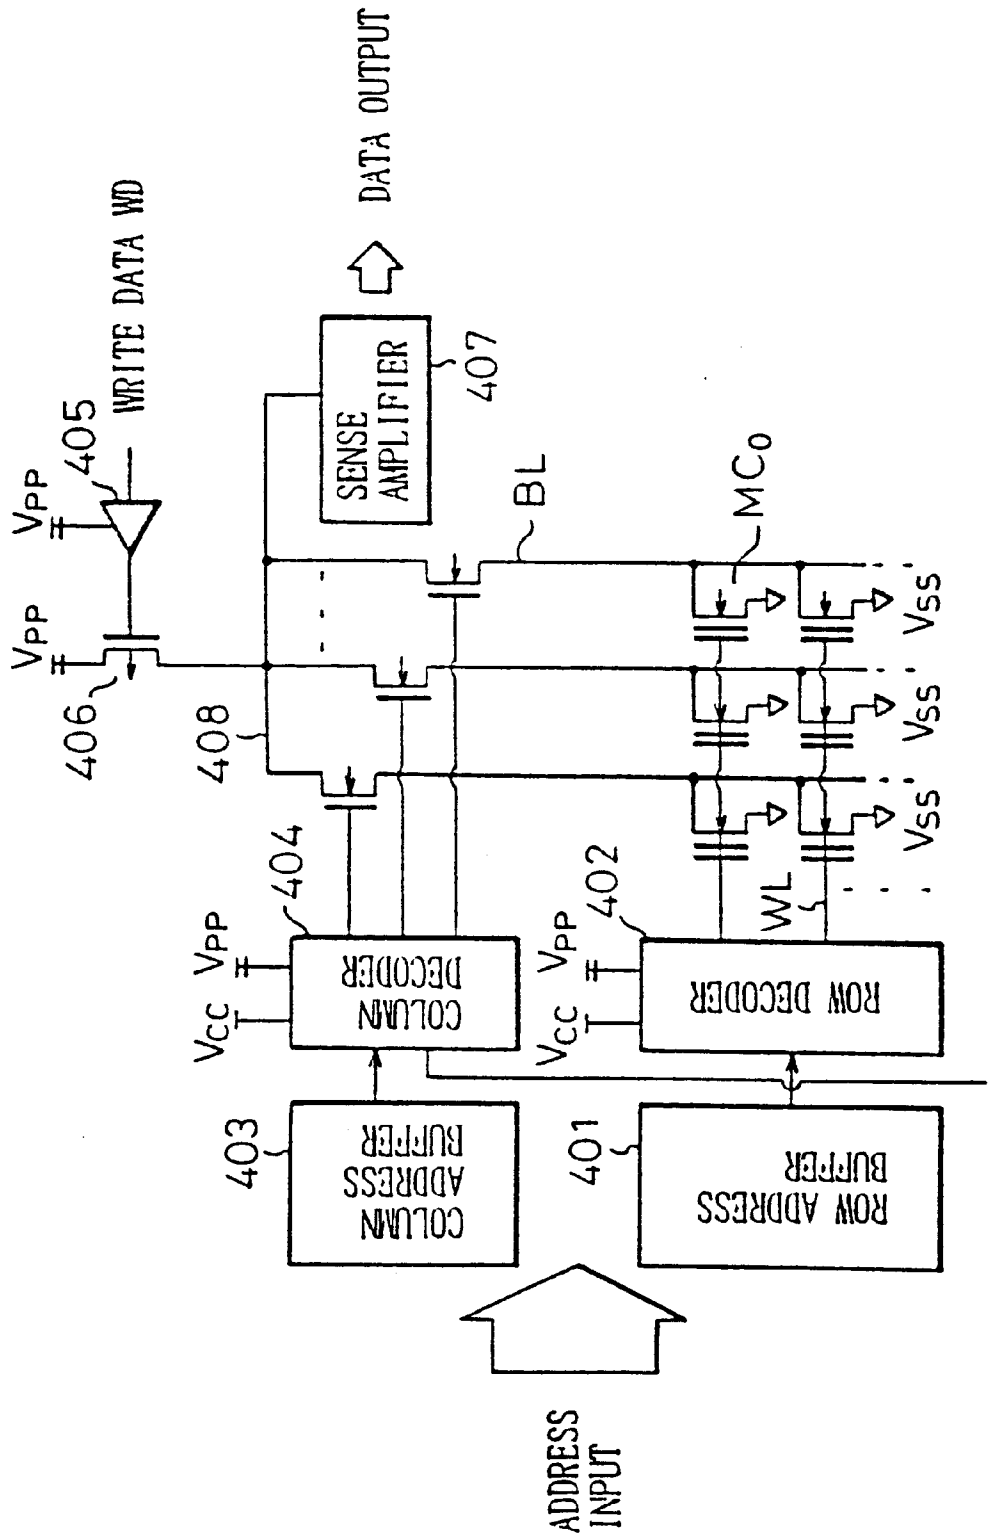 ADDRESS
INPUT
COLUMN
ADDRESS
BUFFER
403
ROW ADDRESS
BUFFER
401
COLUMN
DECODER
404
VCC
VPP
ROW DECODER
402
VCC
VPP
WL
VSS
VSS
VSS
408
406
VPP
VPP
405
WRITE DATA WD
SENSE
AMPLIFIER
407
DATA OUTPUT
BL
MC0